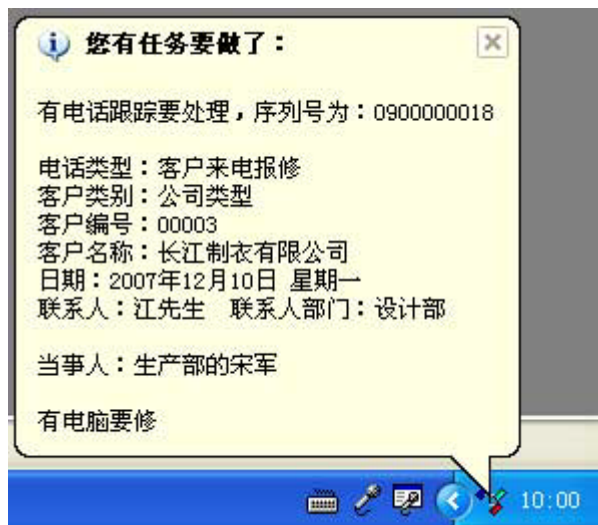 您有任务要做了：
有电话跟踪要处理，序列号为：0900000018
电话类型：客户来电报修
客户类别：公司类型
客户编号：00003
客户名称：长江制衣有限公司
日期：2007年12月10日 星期一
联系人：江先生 联系人部门：设计部
当事人：生产部的宋军
有电脑要修
10:00